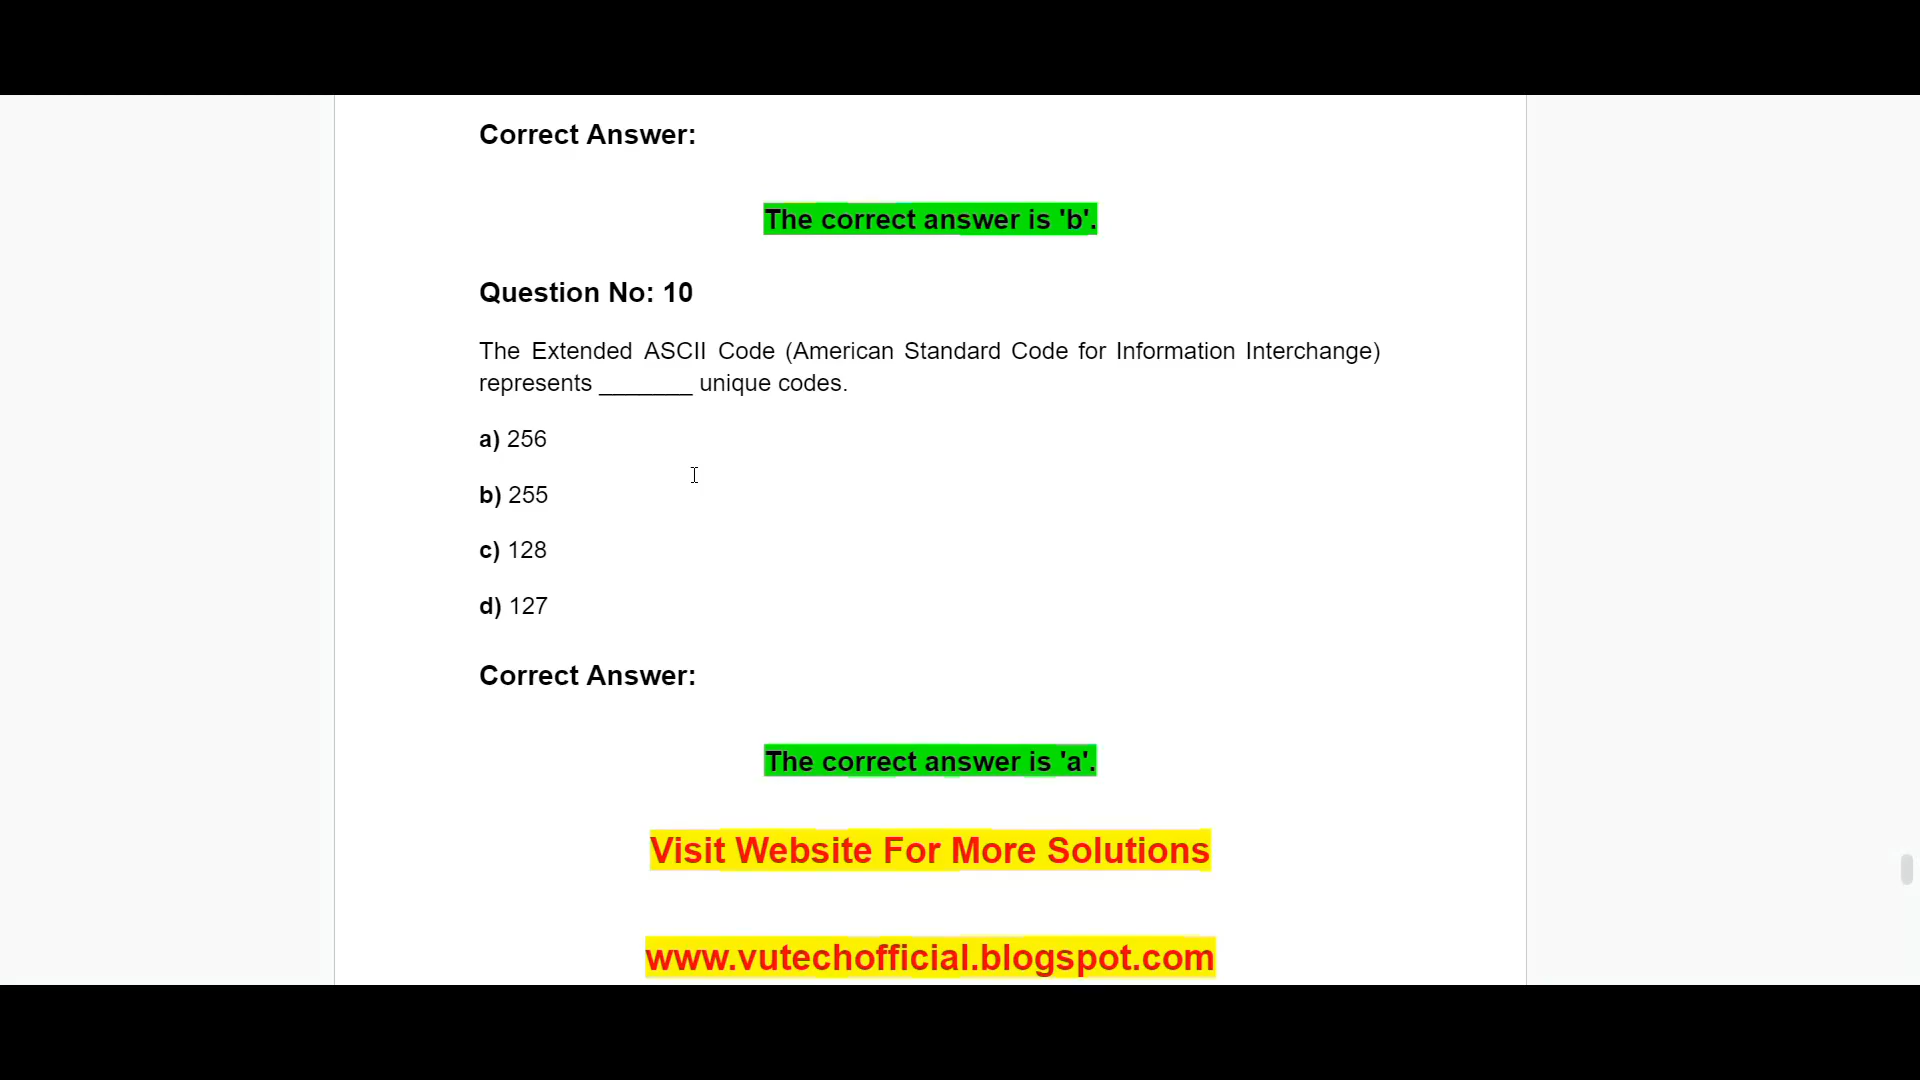 Correct Answer:
The correct answer is 'b'.
Question No: 10
The Extended ASCII Code (American Standard Code for Information Interchange)
represents _______ unique codes.
a) 256
b) 255
c) 128
d) 127
Correct Answer:
The correct answer is 'a'.
Visit Website For More Solutions
www.vutechofficial.blogspot.com